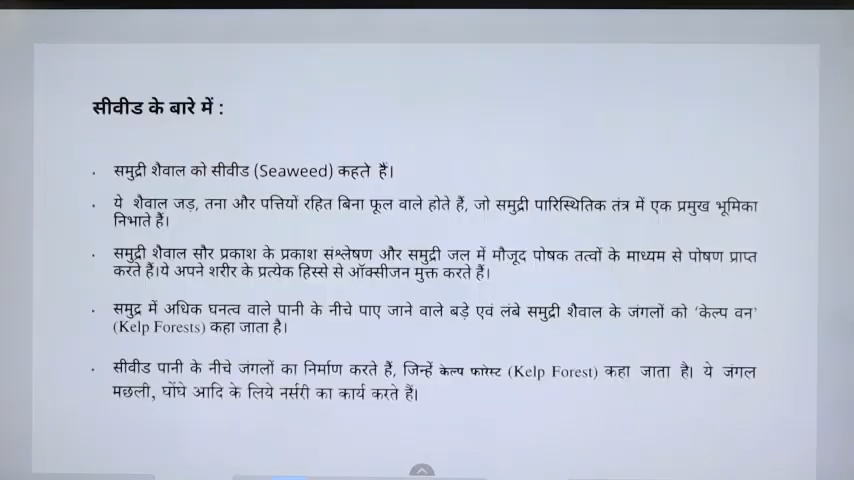 सीवीड के बारे में :
• समुद्री शैवाल को सीवीड (Seaweed) कहते हैं।
• ये शैवाल जड़, तना और पत्तियों रहित बिना फूल वाले होते हैं, जो समुद्री पारिस्थितिक तंत्र में एक प्रमुख भूमिका
निभाते हैं।
• समुद्री शैवाल सौर प्रकाश के प्रकाश संश्लेषण और समुद्री जल में मौजूद पोषक तत्वों के माध्यम से पोषण प्राप्त
करते हैं।ये अपने शरीर के प्रत्येक हिस्से से ऑक्सीजन मुक्त करते हैं।
• समुद्र में अधिक घनत्व वाले पानी के नीचे पाए जाने वाले बड़े एवं लंबे समुद्री शैवाल के जंगलों को ‘केल्प वन’
(Kelp Forests) कहा जाता है।
• सीवीड पानी के नीचे जंगलों का निर्माण करते हैं, जिन्हें केल्प फारेस्ट (Kelp Forest) कहा जाता है। ये जंगल
मछली, घोंघे आदि के लिये नर्सरी का कार्य करते हैं।